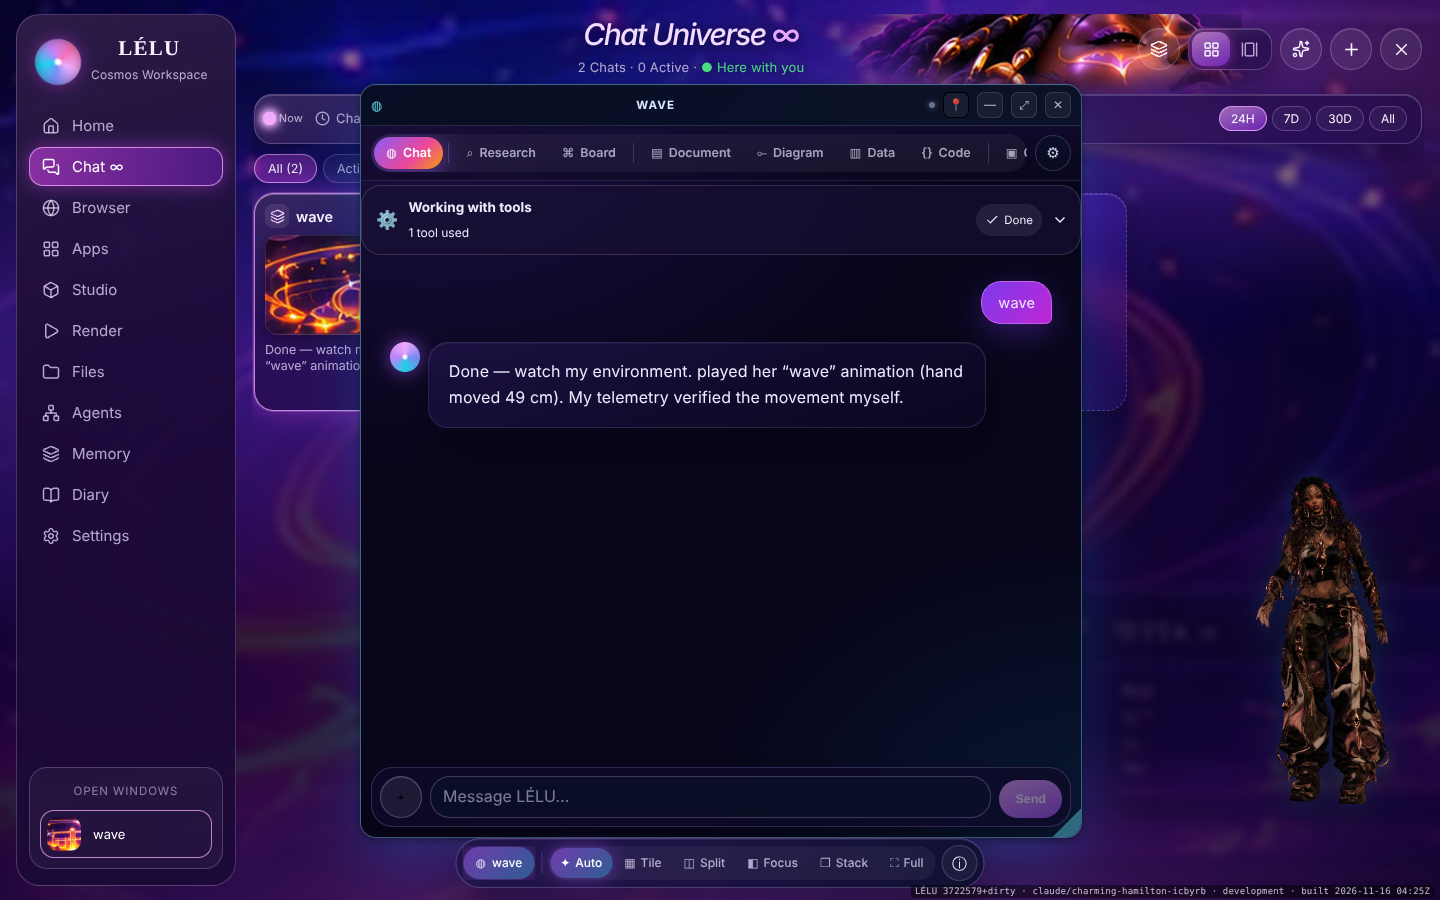 LÉLU
Cosmos Workspace
Home
Chat ∞
Browser
Apps
Studio
Render
Files
Agents
Memory
Diary
Settings
OPEN WINDOWS
wave
Chat Universe ∞
2 Chats · 0 Active · Here with you
Now
Cha
24H 7D 30D All
All (2) Acti
wave
Done — watch
“wave” animatio
WAVE
Chat Research Board Document Diagram Data {} Code
Working with tools
1 tool used
Done
wave
Done — watch my environment. played her “wave” animation (hand
moved 49 cm). My telemetry verified the movement myself.
+ Message LÉLU... Send
wave Auto Tile Split Focus Stack Full
LÉLU 3722579+dirty · claude/charming-hamilton-icbyrb · development · built 2026-11-16 04:25Z